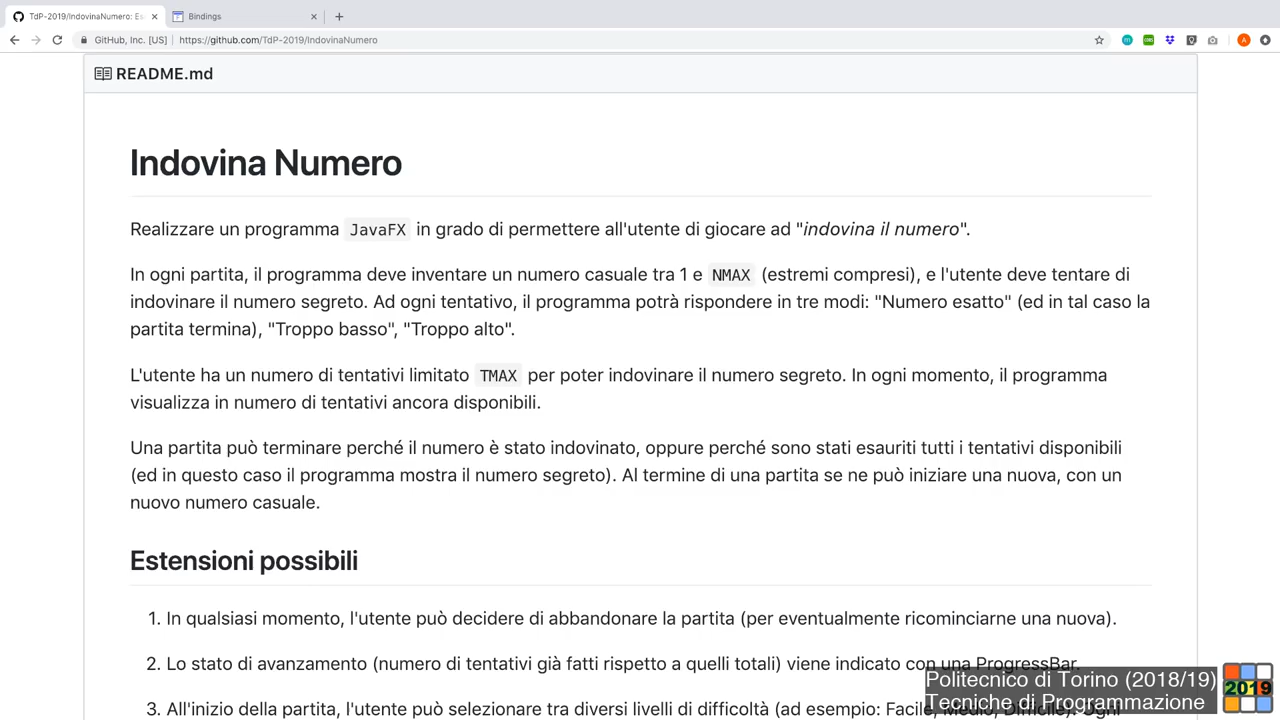 TdP-2019/IndovinaNumero: Es
Bindings
GitHub, Inc. [US]
https://github.com/TdP-2019/IndovinaNumero
README.md
Indovina Numero
Realizzare un programma JavaFX in grado di permettere all'utente di giocare ad "indovina il numero".
In ogni partita, il programma deve inventare un numero casuale tra 1 e NMAX (estremi compresi), e l'utente deve tentare di
indovinare il numero segreto. Ad ogni tentativo, il programma potrà rispondere in tre modi: "Numero esatto" (ed in tal caso la
partita termina), "Troppo basso", "Troppo alto".
L'utente ha un numero di tentativi limitato TMAX per poter indovinare il numero segreto. In ogni momento, il programma
visualizza in numero di tentativi ancora disponibili.
Una partita può terminare perché il numero è stato indovinato, oppure perché sono stati esauriti tutti i tentativi disponibili
(ed in questo caso il programma mostra il numero segreto). Al termine di una partita se ne può iniziare una nuova, con un
nuovo numero casuale.
Estensioni possibili
1. In qualsiasi momento, l'utente può decidere di abbandonare la partita (per eventualmente ricominciarne una nuova).
2. Lo stato di avanzamento (numero di tentativi già fatti rispetto a quelli totali) viene indicato con una ProgressBar.
3. All'inizio della partita, l'utente può selezionare tra diversi livelli di difficoltà (ad esempio: Facile, Medio, Difficile). Ogni
Politecnico di Torino (2018/19)
Tecniche di Programmazione
2019